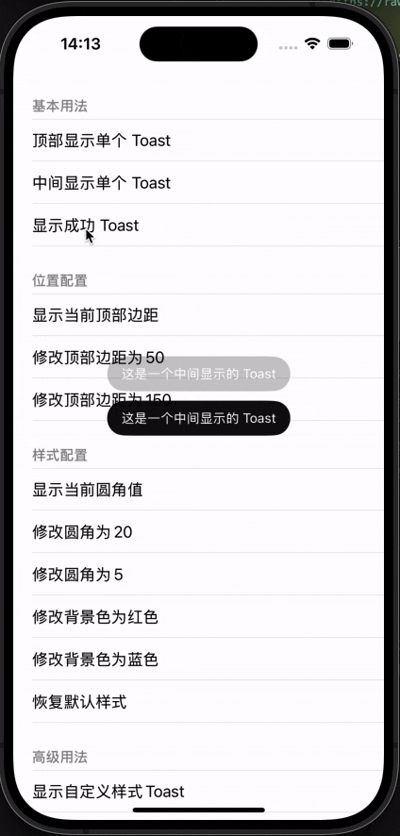 14:13
基本用法
顶部显示单个 Toast
中间显示单个 Toast
显示成功 Toast
位置配置
显示当前顶部边距
修改顶部边距为 50
这是一个中间显示的 Toast
修改顶部边距为 150
这是一个中间显示的 Toast
样式配置
显示当前圆角值
修改圆角为 20
修改圆角为 5
修改背景色为红色
修改背景色为蓝色
恢复默认样式
高级用法
显示自定义样式 Toast